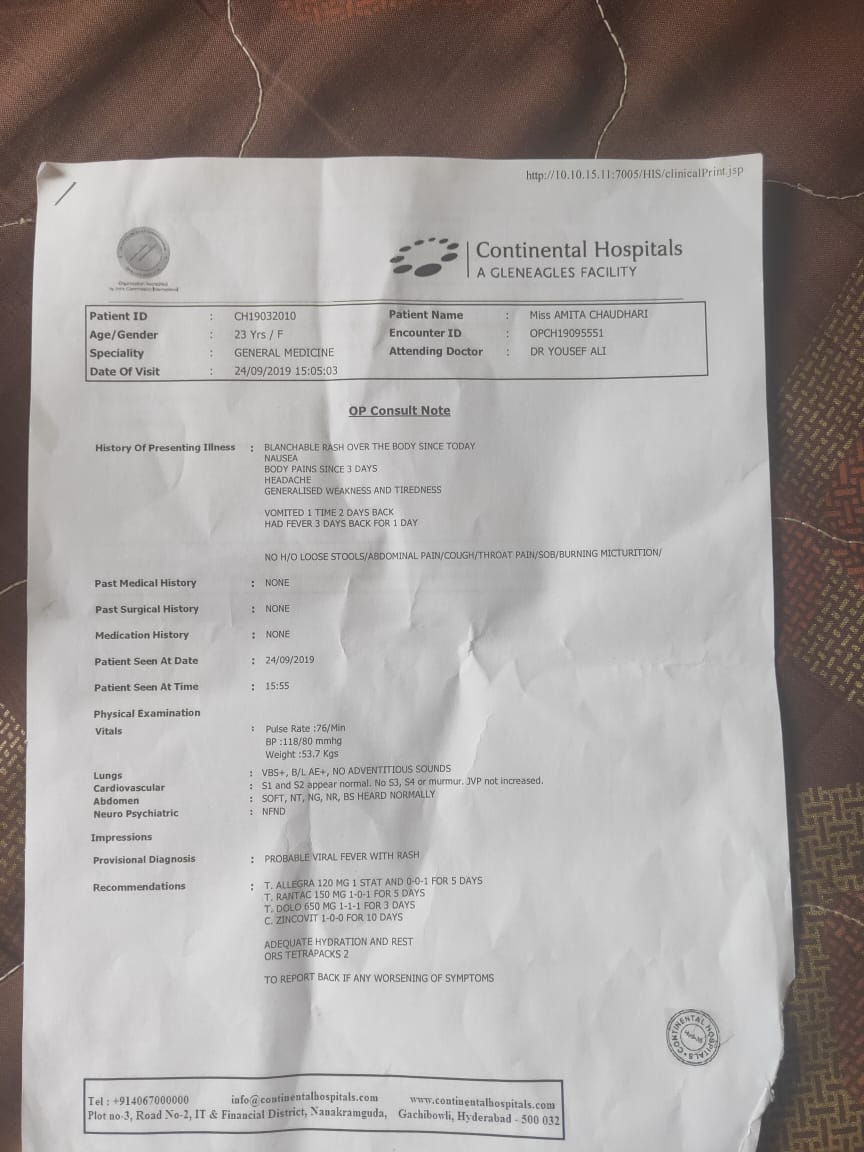 http://10.10.15.11:7005/HIS/clinicalPrint.jsp
Continental Hospitals
A GLENEAGLES FACILITY
Organization Accredited
by Joint Commission International
Patient ID : CH19032010 Patient Name : Miss AMITA CHAUDHARI
Age/Gender : 23 Yrs / F Encounter ID : OPCH19095551
Speciality : GENERAL MEDICINE Attending Doctor : DR YOUSEF ALI
Date Of Visit : 24/09/2019 15:05:03
OP Consult Note
History Of Presenting Illness : BLANCHABLE RASH OVER THE BODY SINCE TODAY
NAUSEA
BODY PAINS SINCE 3 DAYS
HEADACHE
GENERALISED WEAKNESS AND TIREDNESS
VOMITED 1 TIME 2 DAYS BACK
HAD FEVER 3 DAYS BACK FOR 1 DAY
NO H/O LOOSE STOOLS/ABDOMINAL PAIN/COUGH/THROAT PAIN/SOB/BURNING MICTURITION/
Past Medical History : NONE
Past Surgical History : NONE
Medication History : NONE
Patient Seen At Date : 24/09/2019
Patient Seen At Time : 15:55
Physical Examination
Vitals : Pulse Rate :76/Min
BP :118/80 mmhg
Weight :53.7 Kgs
Lungs : VBS+, B/L AE+, NO ADVENTITIOUS SOUNDS
Cardiovascular : S1 and S2 appear normal. No S3, S4 or murmur. JVP not increased.
Abdomen : SOFT, NT, NG, NR, BS HEARD NORMALLY
Neuro Psychiatric : NFND
Impressions
Provisional Diagnosis : PROBABLE VIRAL FEVER WITH RASH
Recommendations : T. ALLEGRA 120 MG 1 STAT AND 0-0-1 FOR 5 DAYS
T. RANTAC 150 MG 1-0-1 FOR 5 DAYS
T. DOLO 650 MG 1-1-1 FOR 3 DAYS
C. ZINCOVIT 1-0-0 FOR 10 DAYS
ADEQUATE HYDRATION AND REST
ORS TETRAPACKS 2
TO REPORT BACK IF ANY WORSENING OF SYMPTOMS
CONTINENTAL HOSPITALS
Tel : +914067000000 info@continentalhospitals.com www.continentalhospitals.com
Plot no-3, Road No-2, IT & Financial District, Nanakramguda, Gachibowli, Hyderabad - 500 032